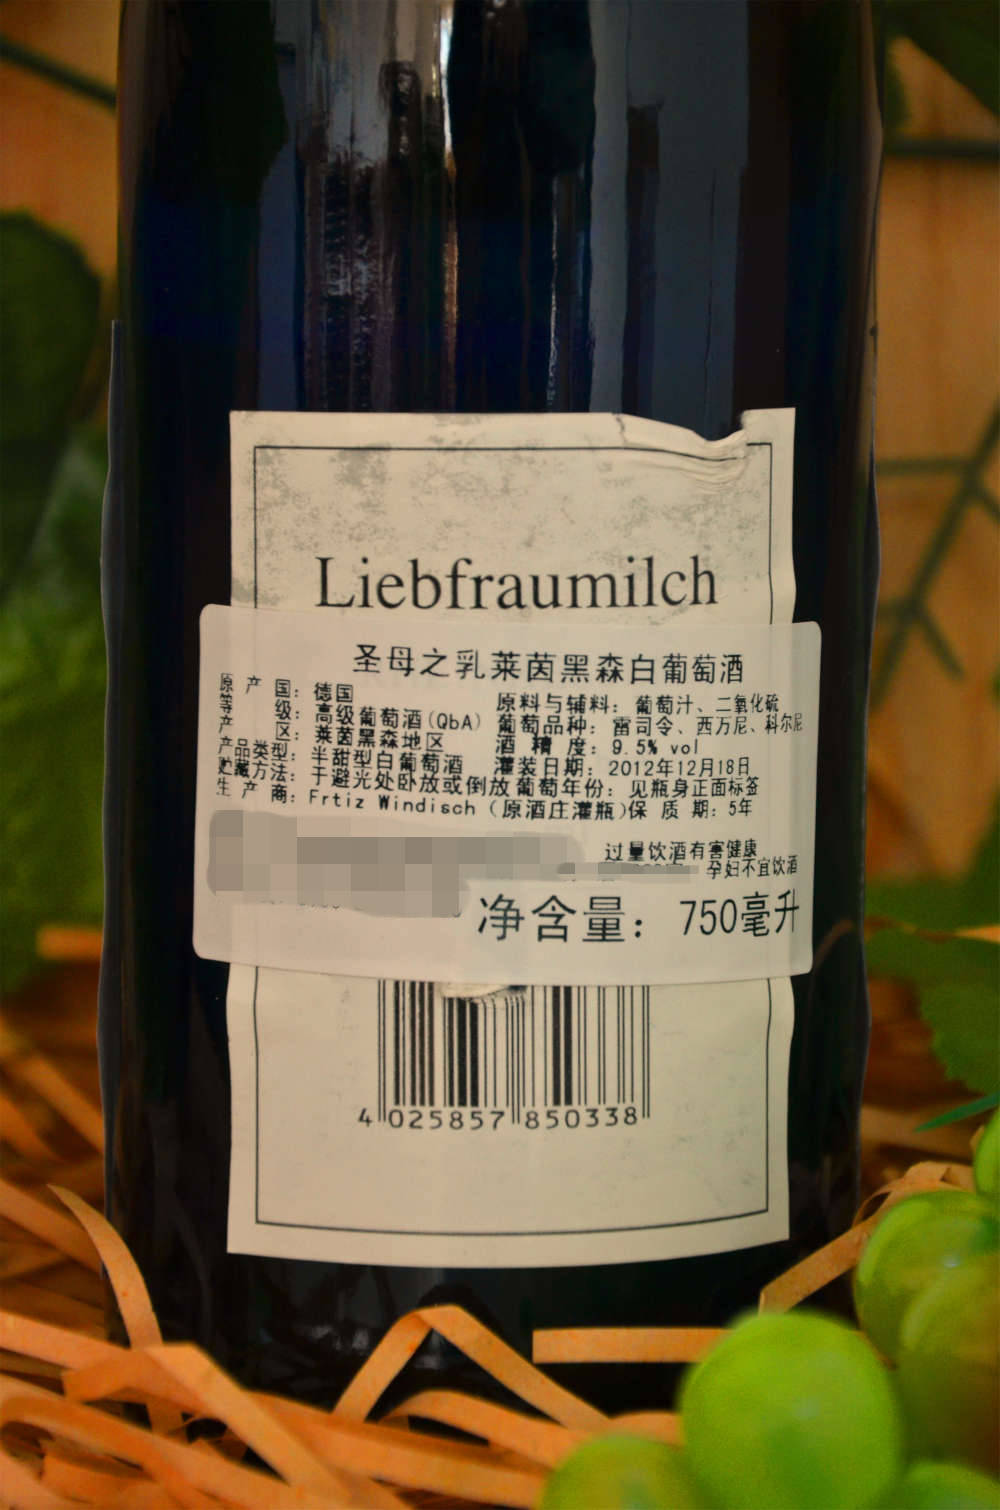 Liebfraumilch
圣母之乳莱茵黑森白葡萄酒
原 产 国：德国
等 级：高级葡萄酒(QbA)
产 区：莱茵黑森地区
产品类型：半甜型白葡萄酒
贮藏方法：于避光处卧放或倒放
生 产 商：Frtiz Windisch (原酒庄灌瓶)
原料与辅料：葡萄汁、二氧化硫
葡萄品种：雷司令、西万尼、科尔尼
酒 精 度：9.5% vol
灌装日期：2012年12月18日
葡萄年份：见瓶身正面标签
保 质 期：5年
过量饮酒有害健康
孕妇不宜饮酒
净含量：750毫升
4 025857 850338